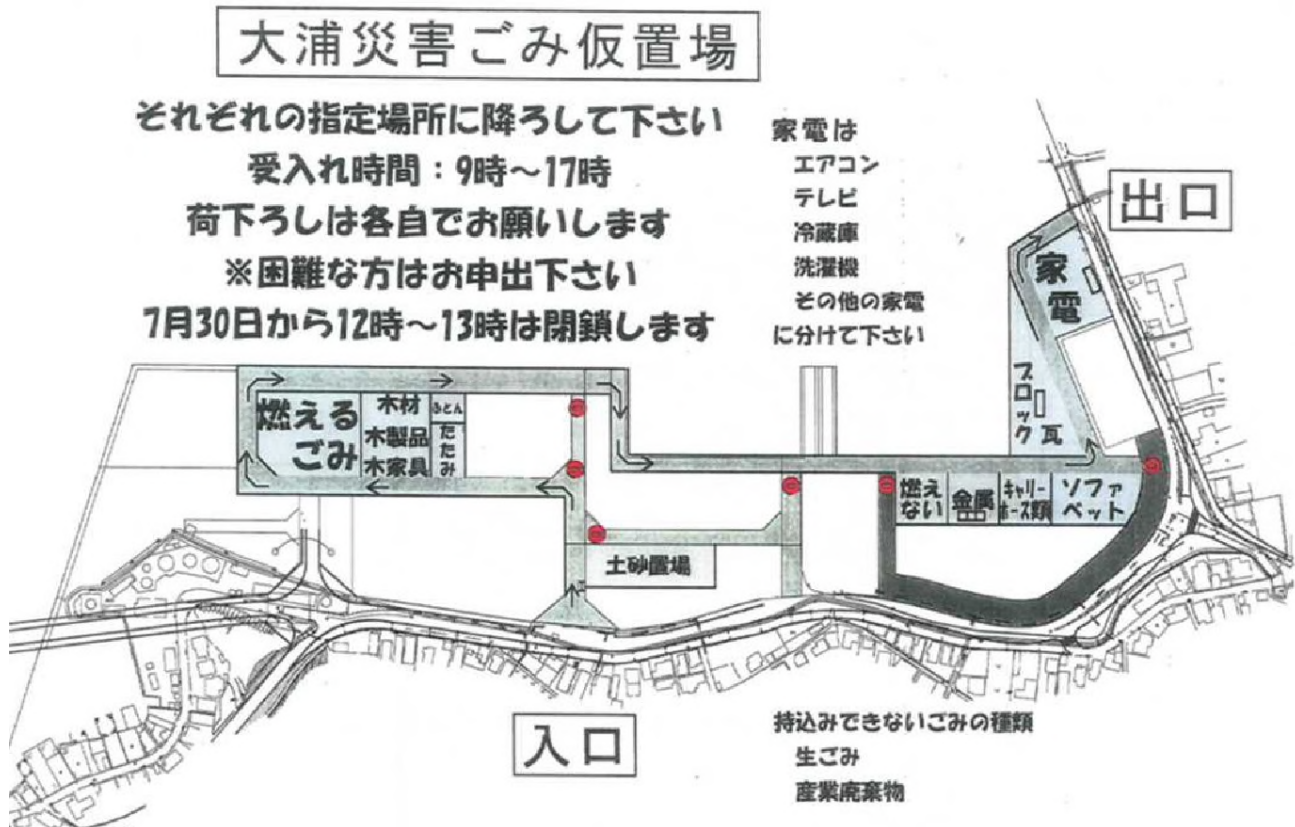 大浦災害ごみ仮置場
それぞれの指定場所に降ろして下さい
受入れ時間：9時～17時
荷下ろしは各自でお願いします
※困難な方はお申出下さい
7月30日から12時～13時は閉鎖します
家電は
エアコン
テレビ
冷蔵庫
洗濯機
その他の家電
に分けて下さい
出口
家電
ブロック
瓦
燃える
ごみ
木材
木製品
木家具
ふとん
たたみ
燃え
ない
金属
キャリー
ホース類
ソファ
ベット
土砂置場
入口
持込みできないごみの種類
生ごみ
産業廃棄物